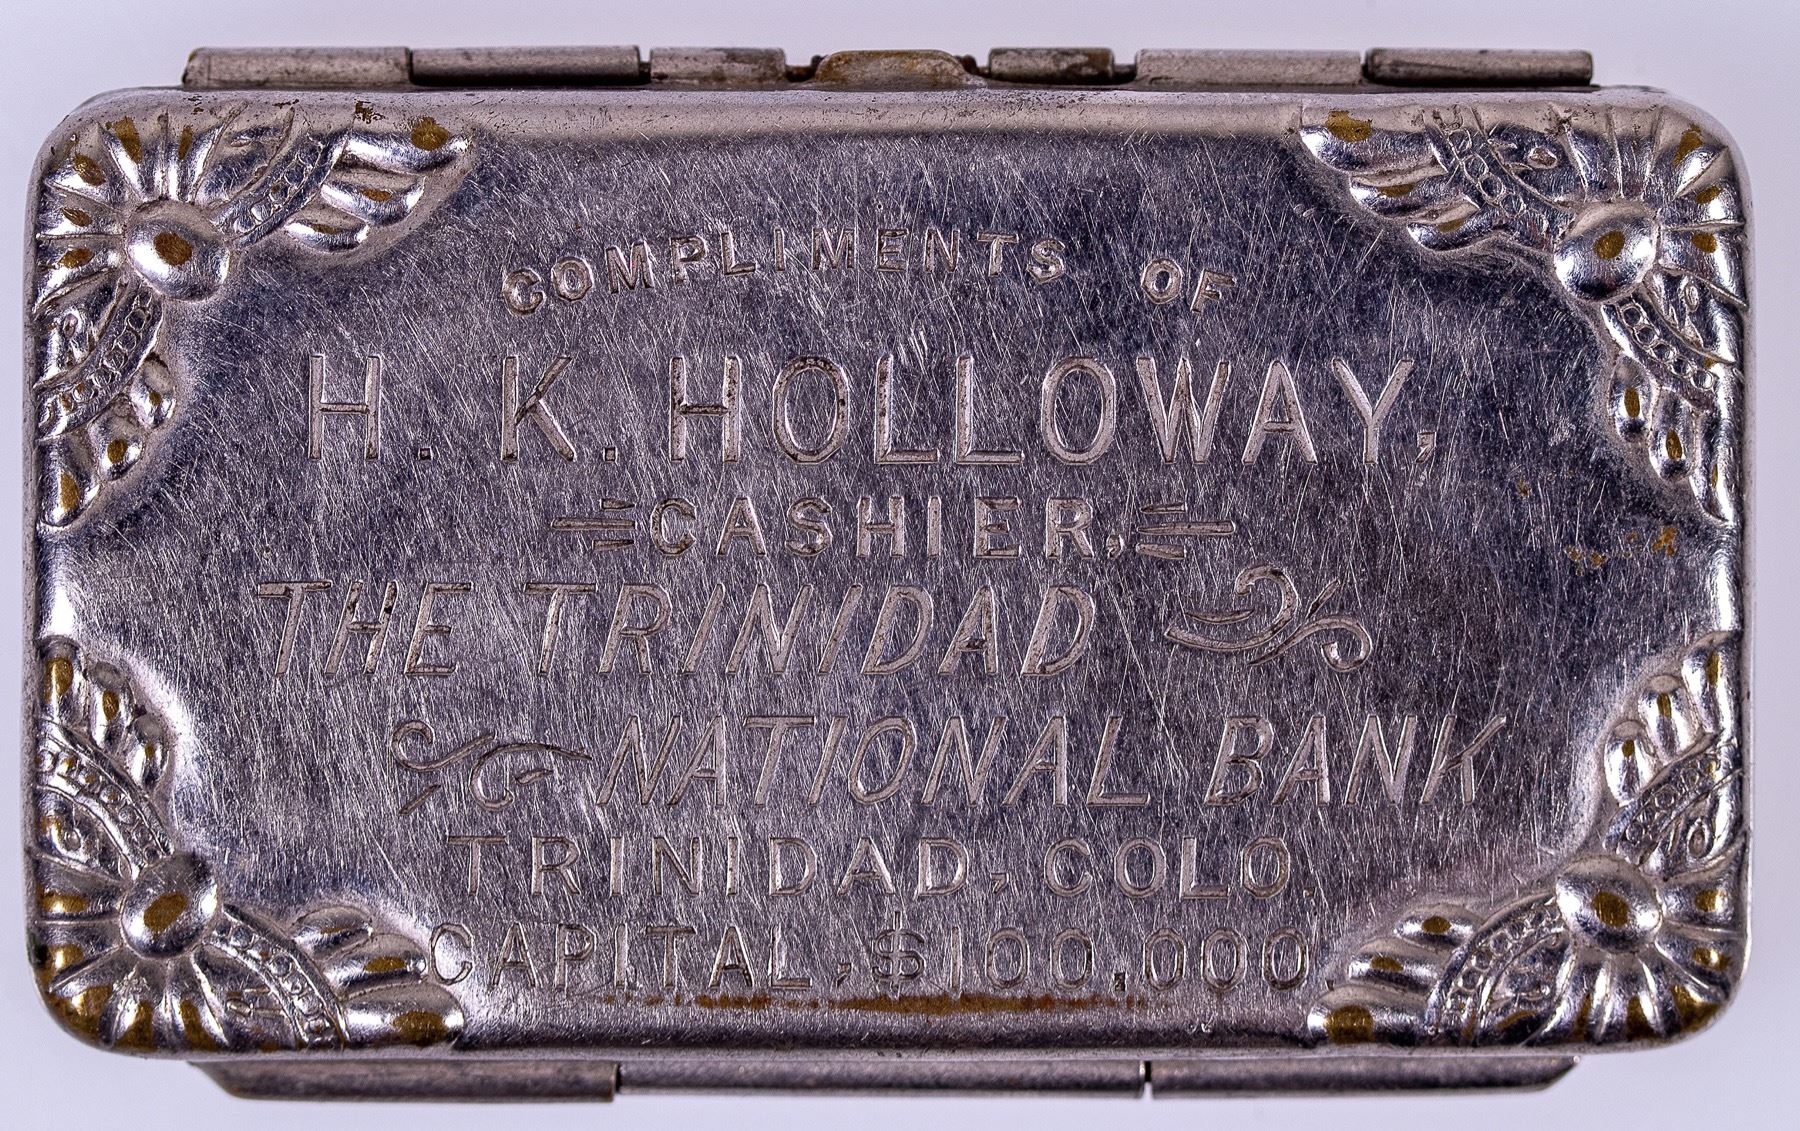 COMPLIMENTS OF
H. K. HOLLOWAY,
CASHIER,
THE TRINIDAD
NATIONAL BANK
TRINIDAD, COLO.
CAPITAL, $100,000.